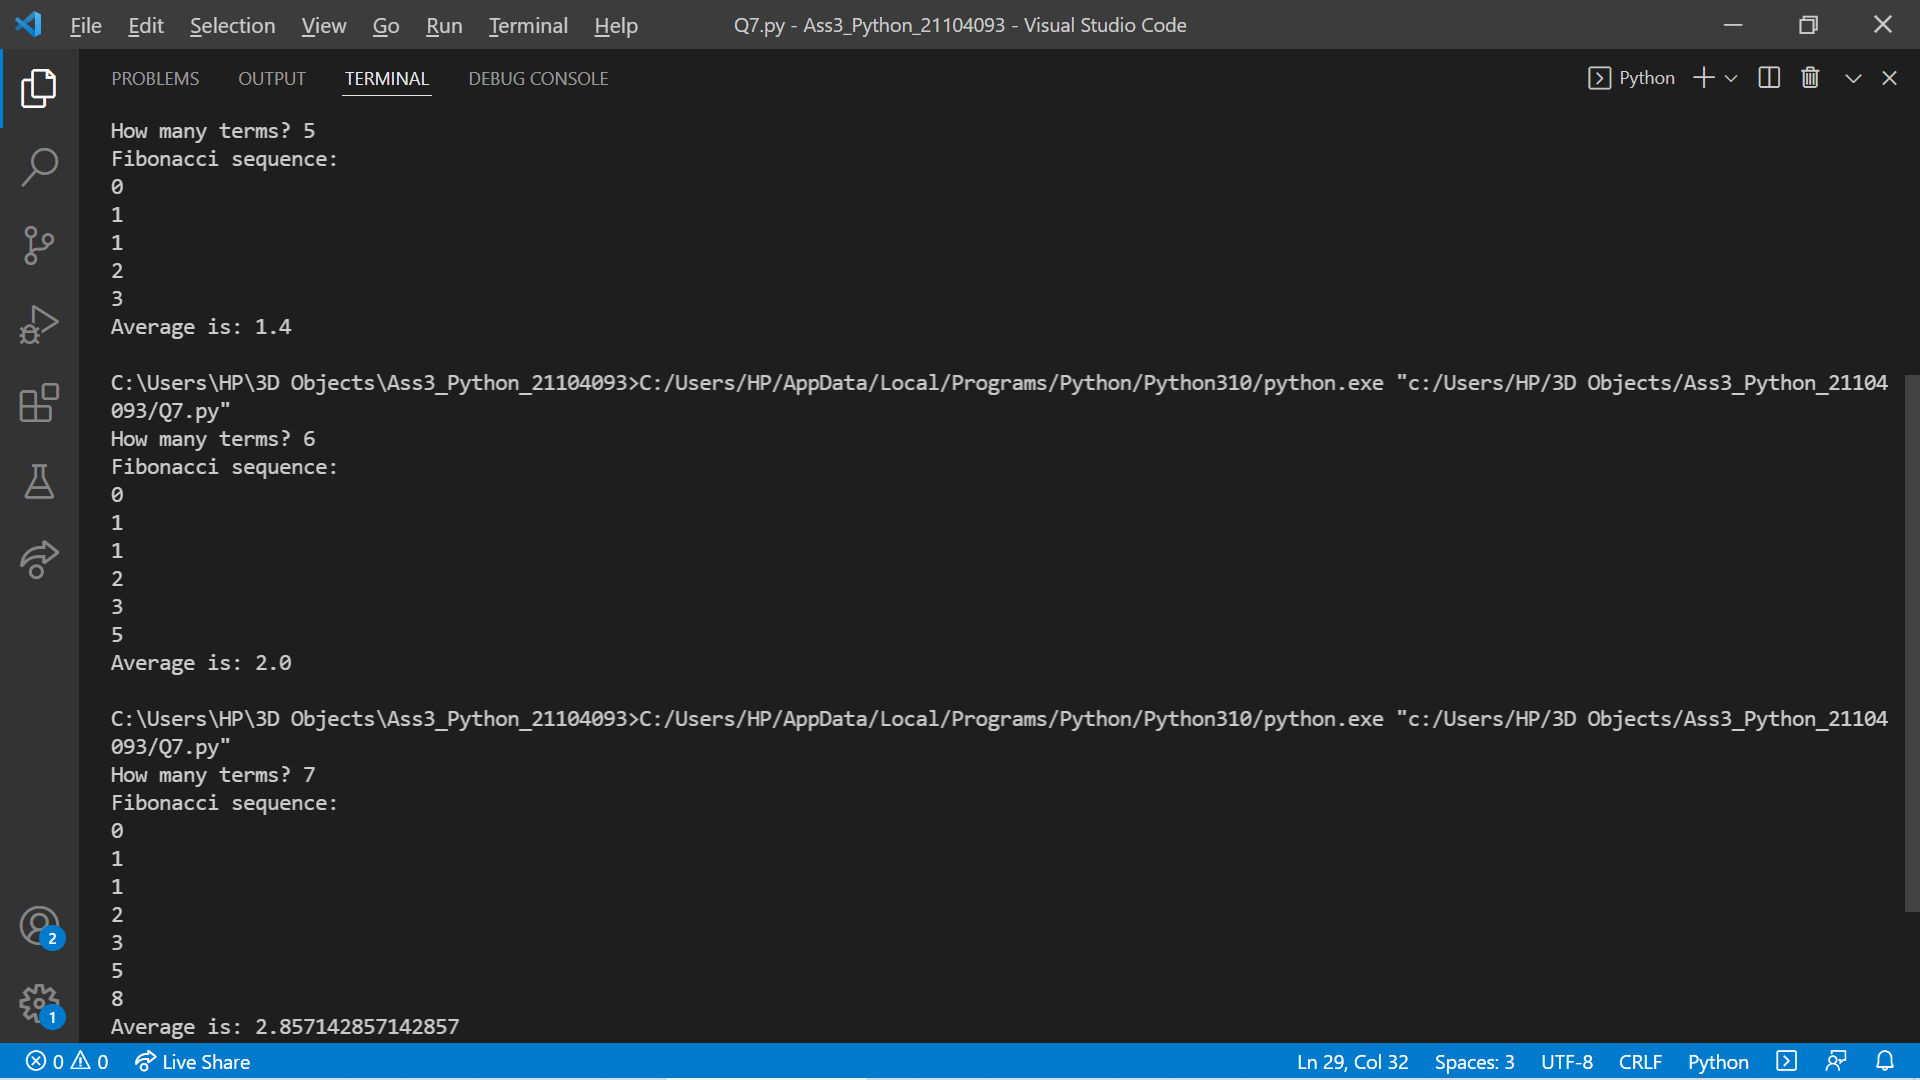 File Edit Selection View Go Run Terminal Help Q7.py - Ass3_Python_21104093 - Visual Studio Code
PROBLEMS OUTPUT TERMINAL DEBUG CONSOLE Python
How many terms? 5
Fibonacci sequence:
0
1
1
2
3
Average is: 1.4
C:\Users\HP\3D Objects\Ass3_Python_21104093>C:/Users/HP/AppData/Local/Programs/Python/Python310/python.exe "c:/Users/HP/3D Objects/Ass3_Python_21104
093/Q7.py"
How many terms? 6
Fibonacci sequence:
0
1
1
2
3
5
Average is: 2.0
C:\Users\HP\3D Objects\Ass3_Python_21104093>C:/Users/HP/AppData/Local/Programs/Python/Python310/python.exe "c:/Users/HP/3D Objects/Ass3_Python_21104
093/Q7.py"
How many terms? 7
Fibonacci sequence:
0
1
1
2
3
5
8
Average is: 2.857142857142857
2
1
0 0 Live Share Ln 29, Col 32 Spaces: 3 UTF-8 CRLF Python